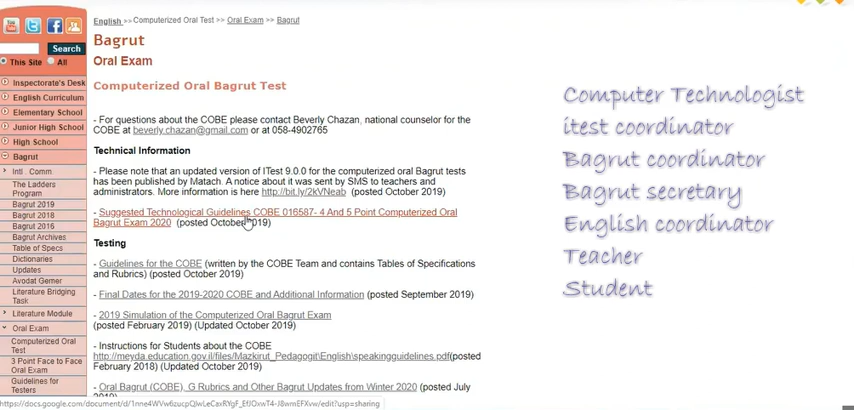 English >> Computerized Oral Test >> Oral Exam >> Bagrut
Search
This Site All
Inspectorate's Desk
English Curriculum
Elementary School
Junior High School
High School
Bagrut
Intl . Comm
The Ladders
Program
Bagrut 2019
Bagrut 2018
Bagrut 2016
Bagrut Archives
Table of Specs
Dictionaries
Updates
Avodat Gemer
Literature Bridging
Task
Literature Module
Oral Exam
Computerized Oral
Test
3 Point Face to Face
Oral Exam
Guidelines for
Testers
Bagrut
Oral Exam
Computerized Oral Bagrut Test
- For questions about the COBE please contact Beverly Chazan, national counselor for the
COBE at beverly.chazan@gmail.com or at 058-4902765
Technical Information
- Please note that an updated version of ITest 9.0.0 for the computerized oral Bagrut tests
has been published by Matach. A notice about it was sent by SMS to teachers and
administrators. More information is here http://bit.ly/2kVNeab (posted October 2019)
- Suggested Technological Guidelines COBE 016587- 4 And 5 Point Computerized Oral
Bagrut Exam 2020 (posted October 2019)
Testing
- Guidelines for the COBE (written by the COBE Team and contains Tables of Specifications
and Rubrics) (posted October 2019)
- Final Dates for the 2019-2020 COBE and Additional Information (posted September 2019)
- 2019 Simulation of the Computerized Oral Bagrut Exam
(posted February 2019) (Updated October 2019)
- Instructions for Students about the COBE
http://meyda.education.gov.il/files/Mazkirut_Pedagogit\English\speakingguidelines.pdf(posted
February 2018) (Updated October 2019)
- Oral Bagrut (COBE), G Rubrics and Other Bagrut Updates from Winter 2020 (posted July
2019)
Computer Technologist
itest coordinator
Bagrut coordinator
Bagrut secretary
English coordinator
Teacher
Student